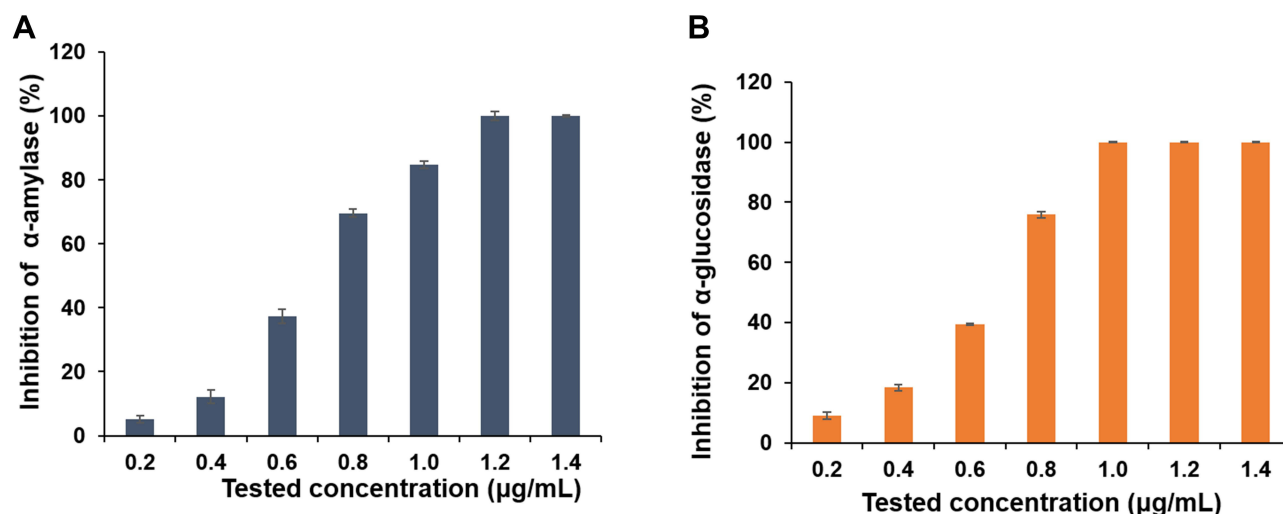 A
Inhibition of α-amylase (%)
120
100
80
60
40
20
0
0.2 0.4 0.6 0.8 1.0 1.2 1.4
Tested concentration (µg/mL)
B
Inhibition of α-glucosidase (%)
120
100
80
60
40
20
0
0.2 0.4 0.6 0.8 1.0 1.2 1.4
Tested concentration (µg/mL)